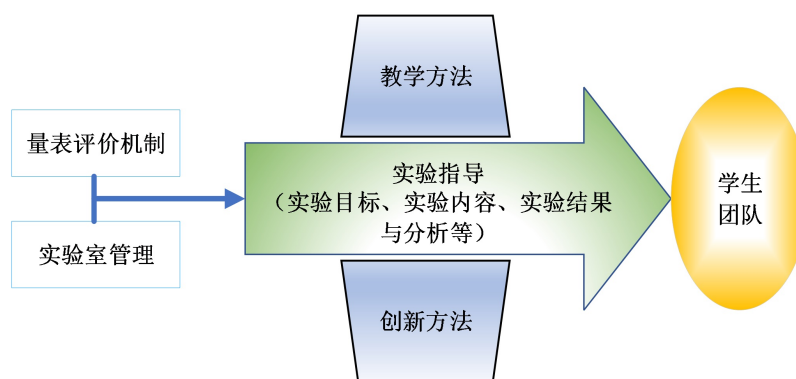 教学方法
量表评价机制
实验室管理
实验指导
（实验目标、实验内容、实验结果
与分析等）
创新方法
学生
团队